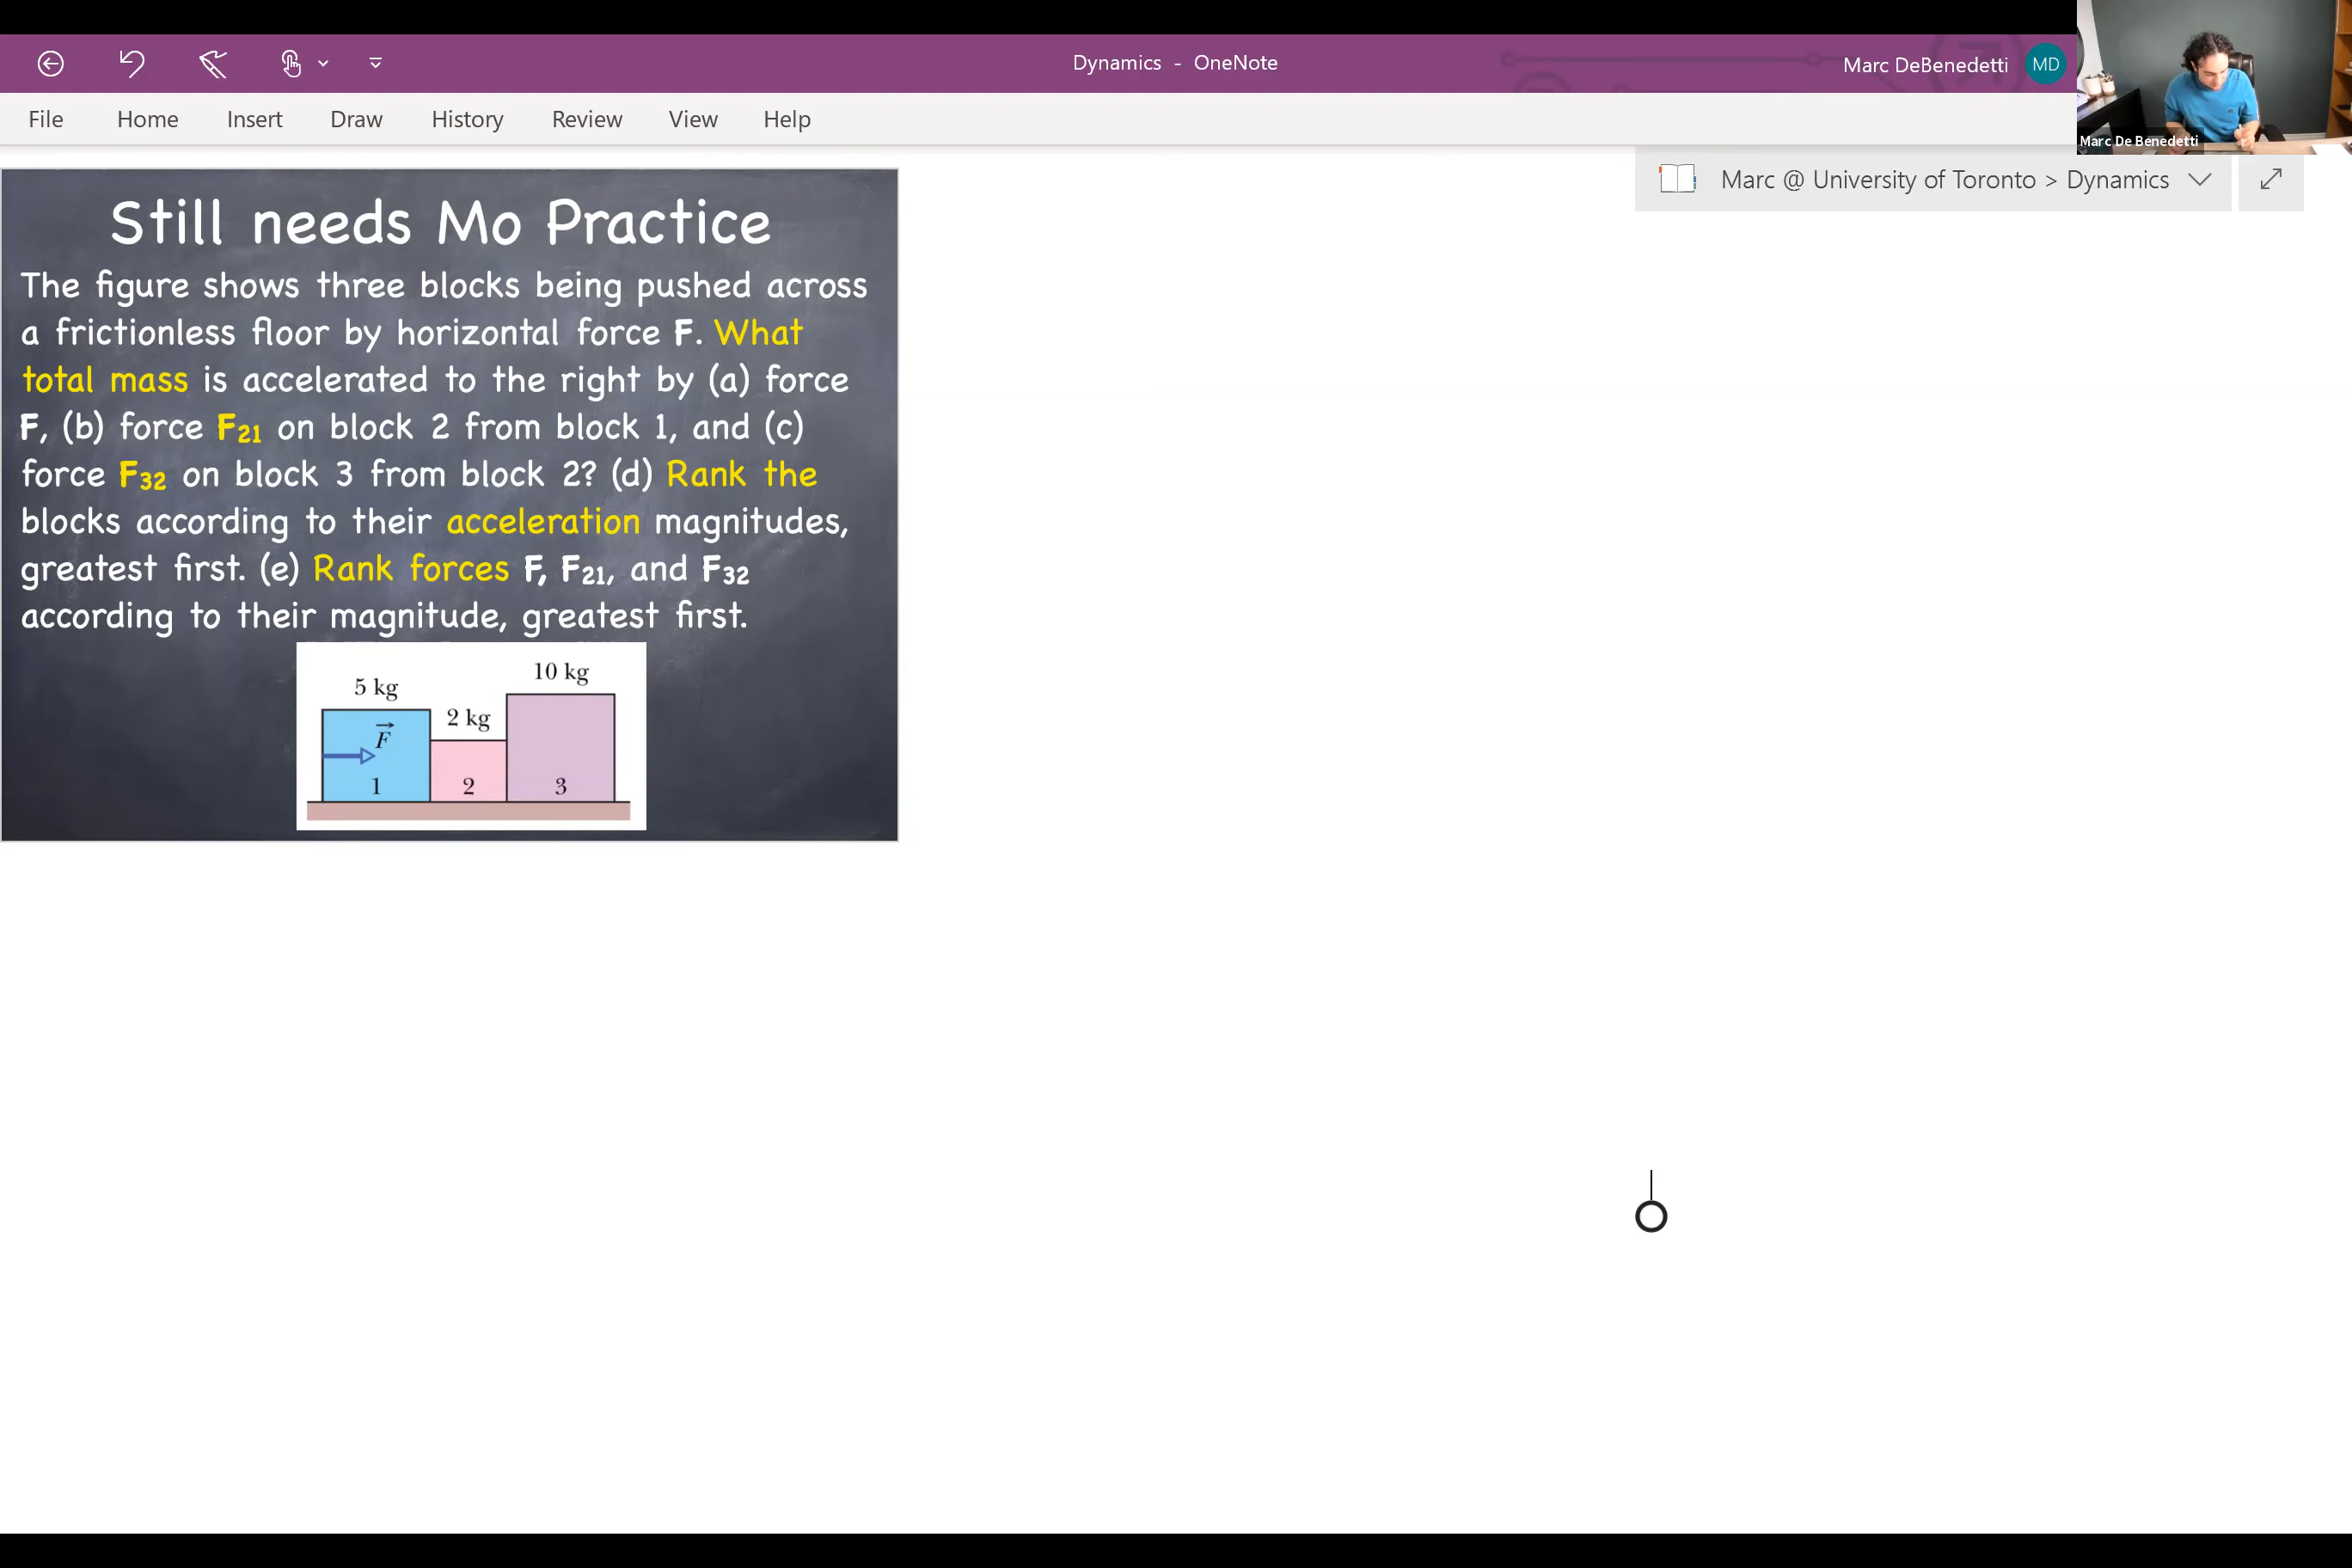 Dynamics - OneNote
Marc DeBenedetti MD
Marc De Benedetti
File Home Insert Draw History Review View Help
Marc @ University of Toronto > Dynamics
Still needs Mo Practice
The figure shows three blocks being pushed across
a frictionless floor by horizontal force F. What
total mass is accelerated to the right by (a) force
F, (b) force F21 on block 2 from block 1, and (c)
force F32 on block 3 from block 2? (d) Rank the
blocks according to their acceleration magnitudes,
greatest first. (e) Rank forces F, F21, and F32
according to their magnitude, greatest first.
10 kg
5 kg
2 kg
F
1 2 3